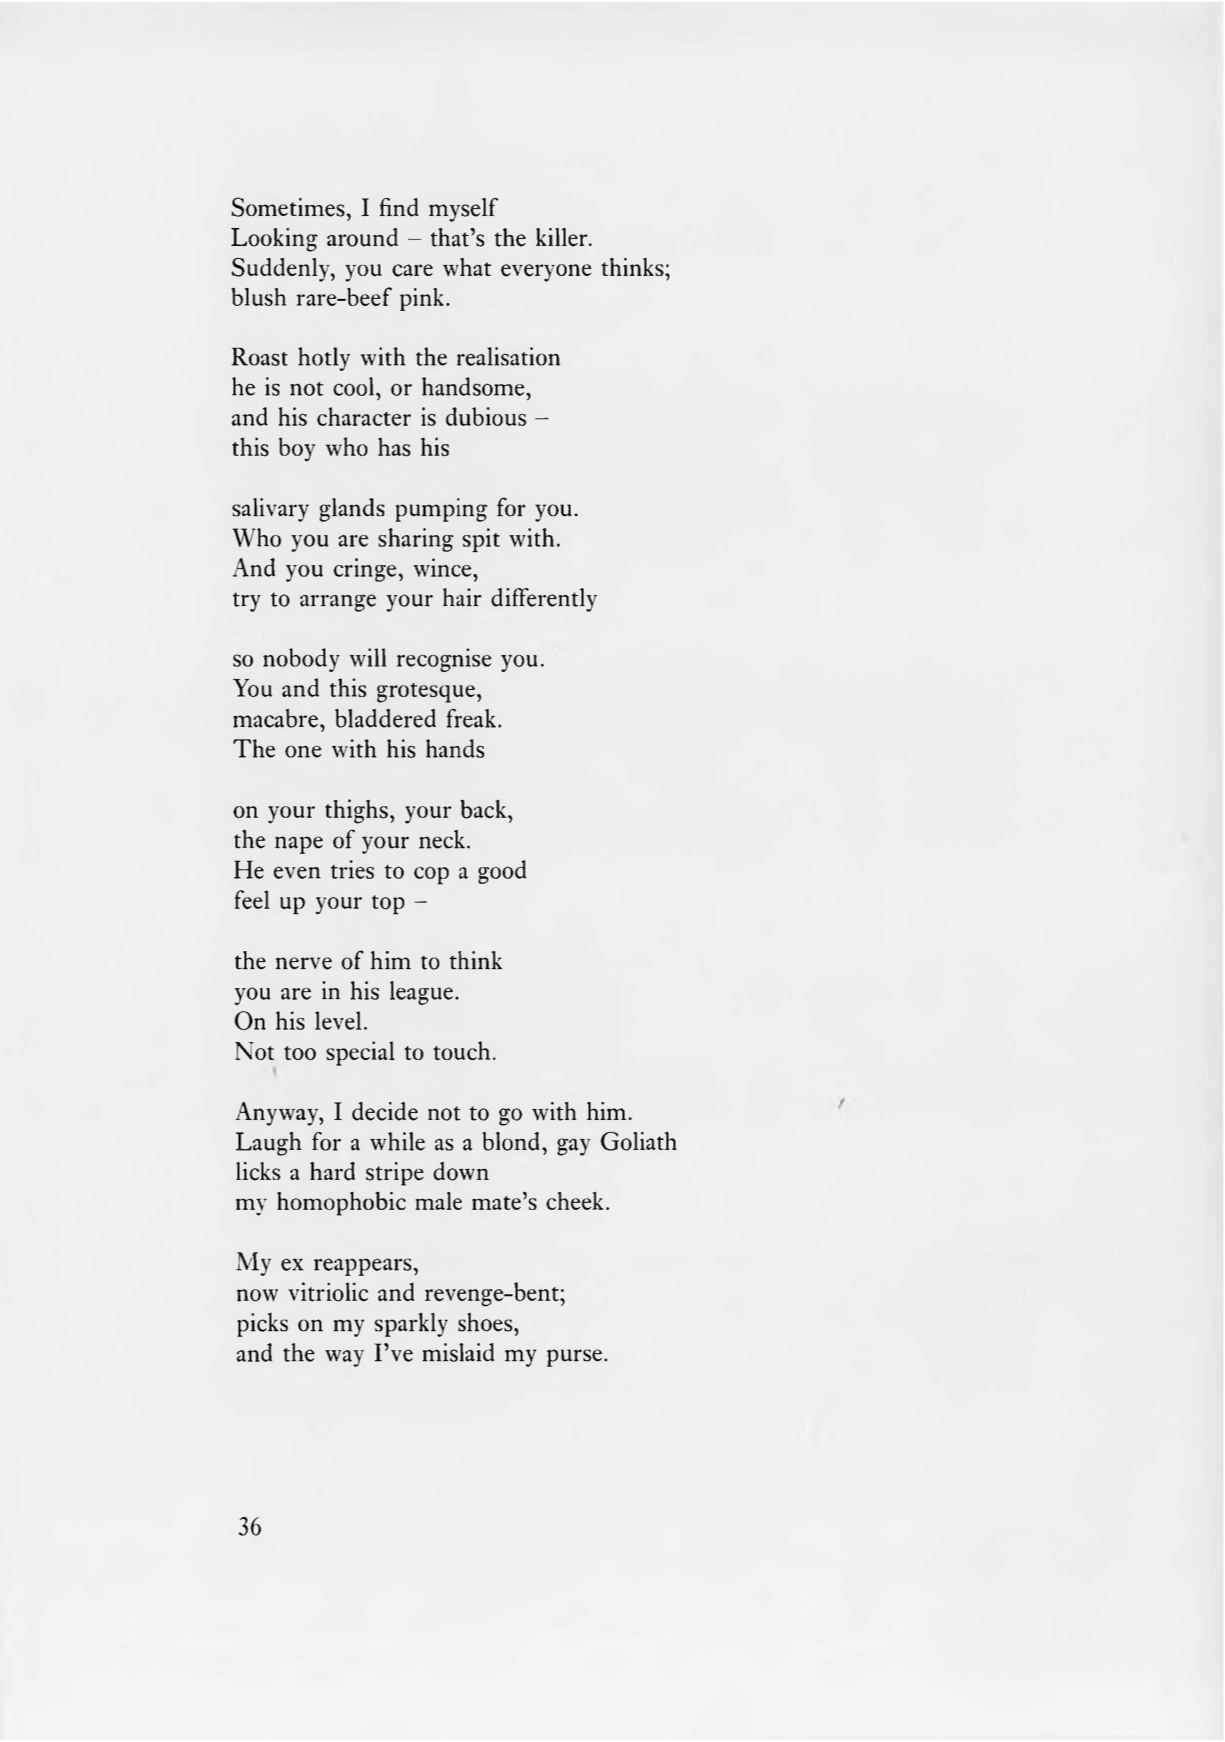 Sometimes, I find myself
Looking around – that's the killer.
Suddenly, you care what everyone thinks;
blush rare-beef pink.
Roast hotly with the realisation
he is not cool, or handsome,
and his character is dubious –
this boy who has his
salivary glands pumping for you.
Who you are sharing spit with.
And you cringe, wince,
try to arrange your hair differently
so nobody will recognise you.
You and this grotesque,
macabre, bladdered freak.
The one with his hands
on your thighs, your back,
the nape of your neck.
He even tries to cop a good
feel up your top –
the nerve of him to think
you are in his league.
On his level.
Not too special to touch.
Anyway, I decide not to go with him.
Laugh for a while as a blond, gay Goliath
licks a hard stripe down
my homophobic male mate's cheek.
My ex reappears,
now vitriolic and revenge-bent;
picks on my sparkly shoes,
and the way I've mislaid my purse.
36